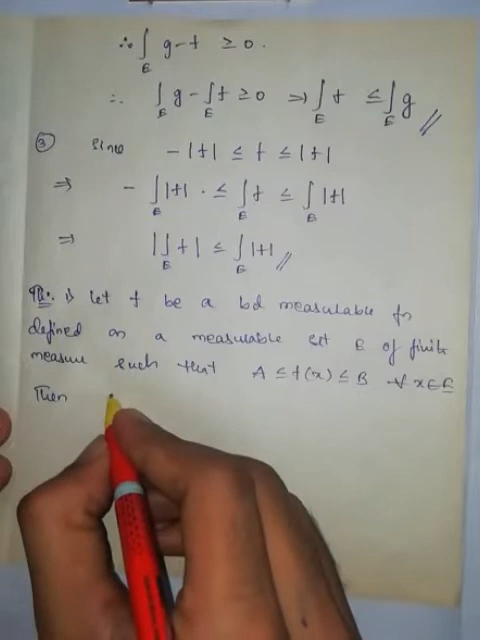 ∴ ∫_E g-f ≥ 0.
∴ ∫_E g - ∫_E f ≥ 0 ⇒ ∫_E f ≤ ∫_E g //
③ Since - |f| ≤ f ≤ |f|
⇒ - ∫_E |f| ≤ ∫_E f ≤ ∫_E |f|
⇒ |∫_E f| ≤ ∫_E |f| //
Th. 1) Let f be a bd measurable fn
defined on a measurable set E of finite
measure such that A ≤ f(x) ≤ B ∀ x ∈ E
Then